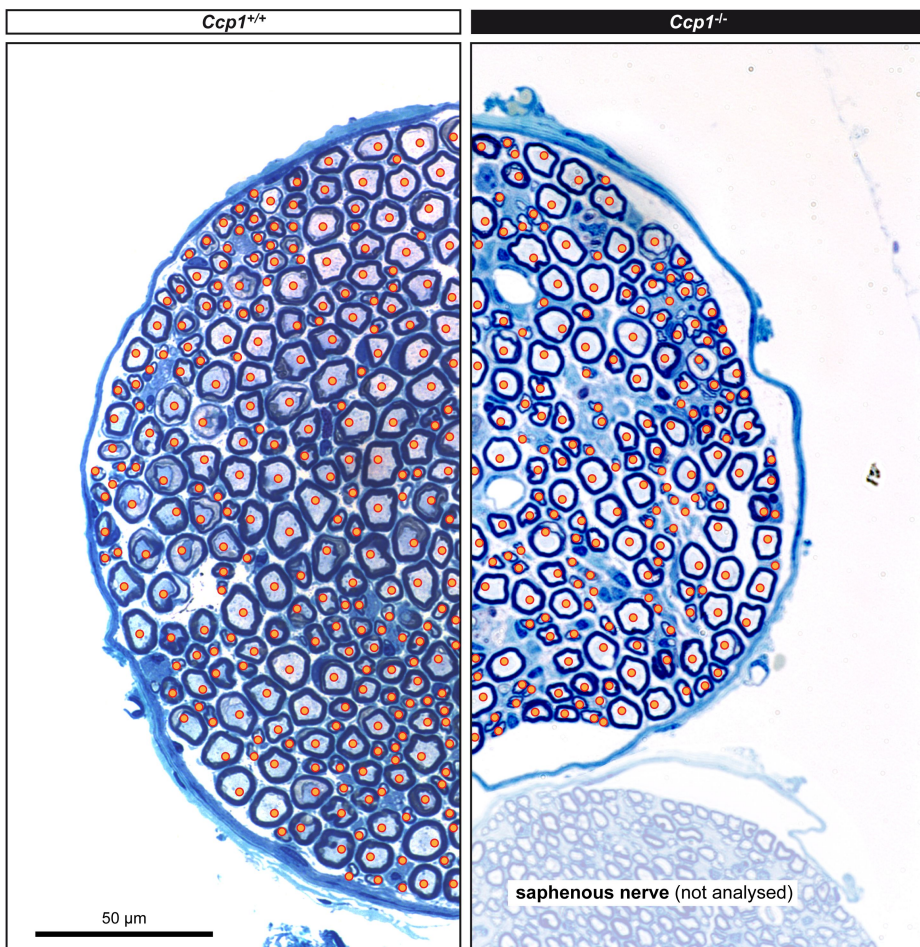 Ccp1+/+
Ccp1-/-
saphenous nerve (not analysed)
50 µm